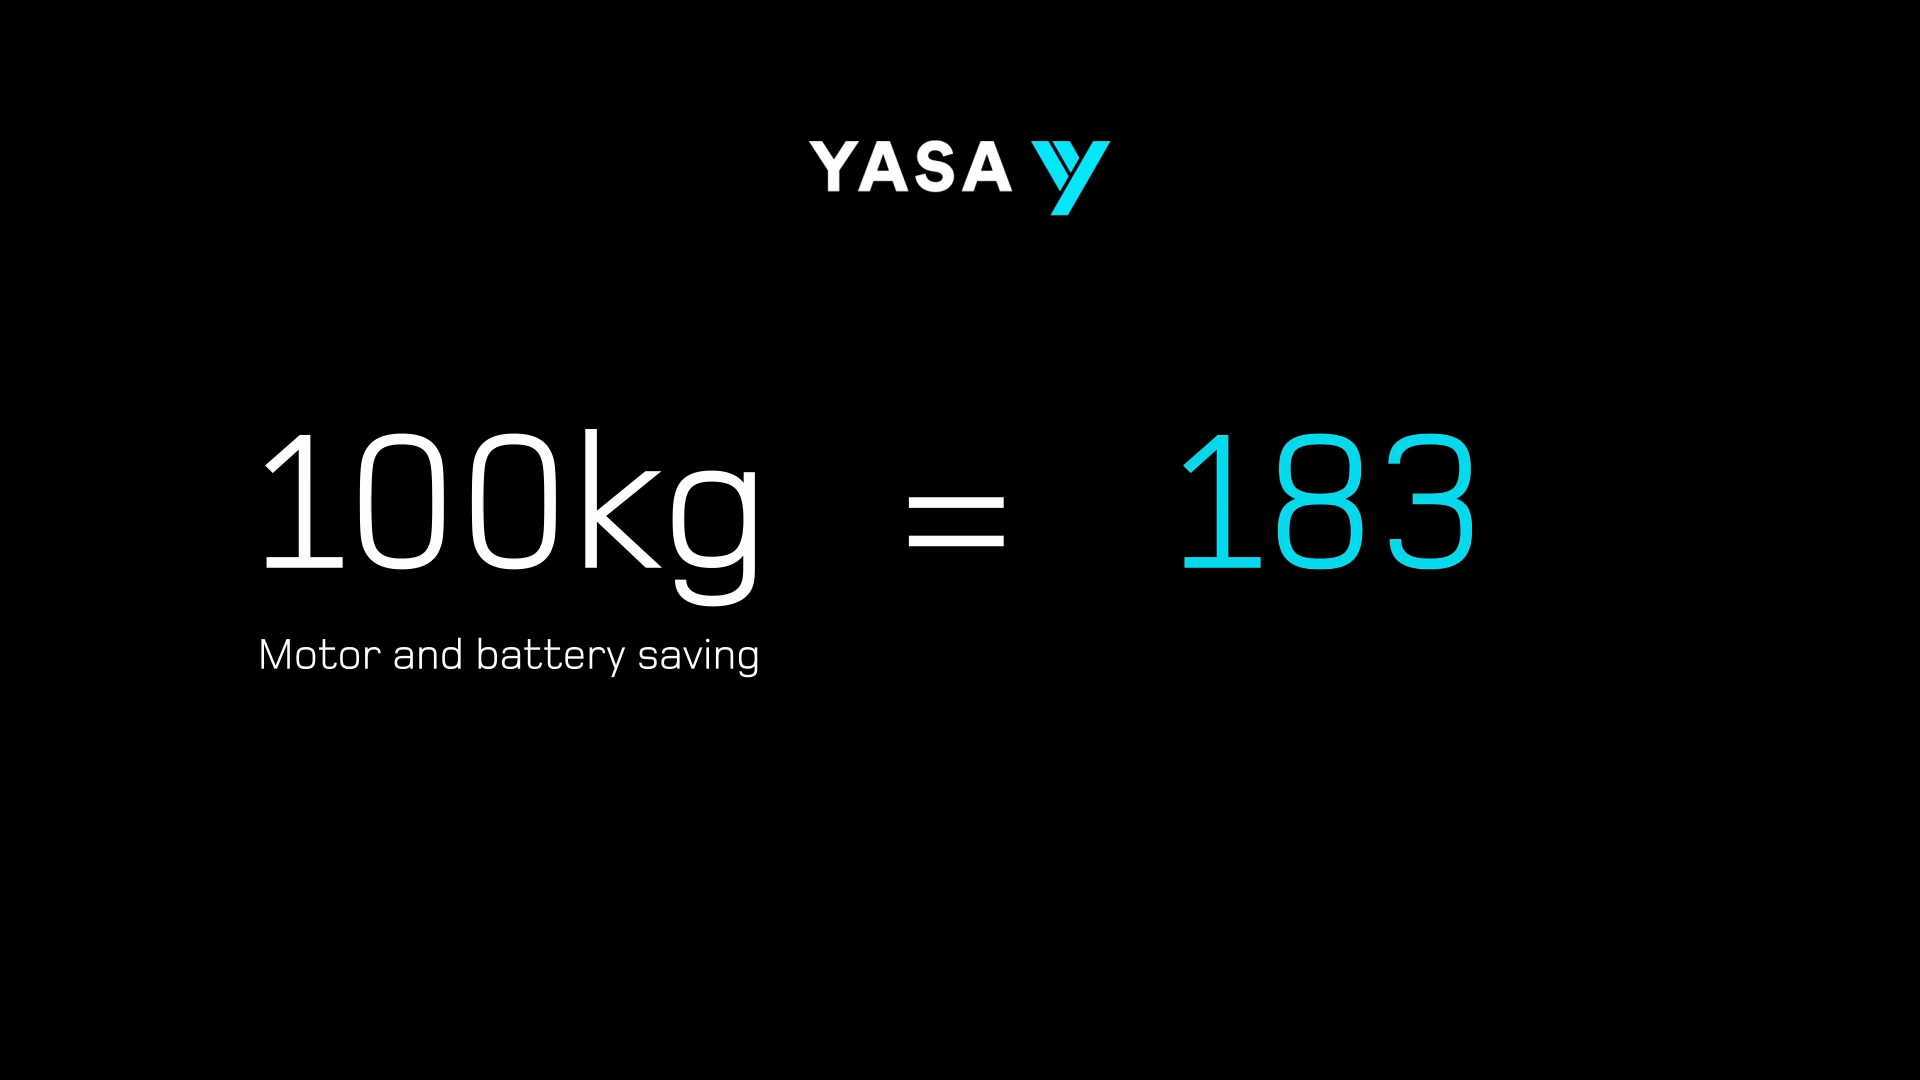 YASA
100kg = 183
Motor and battery saving